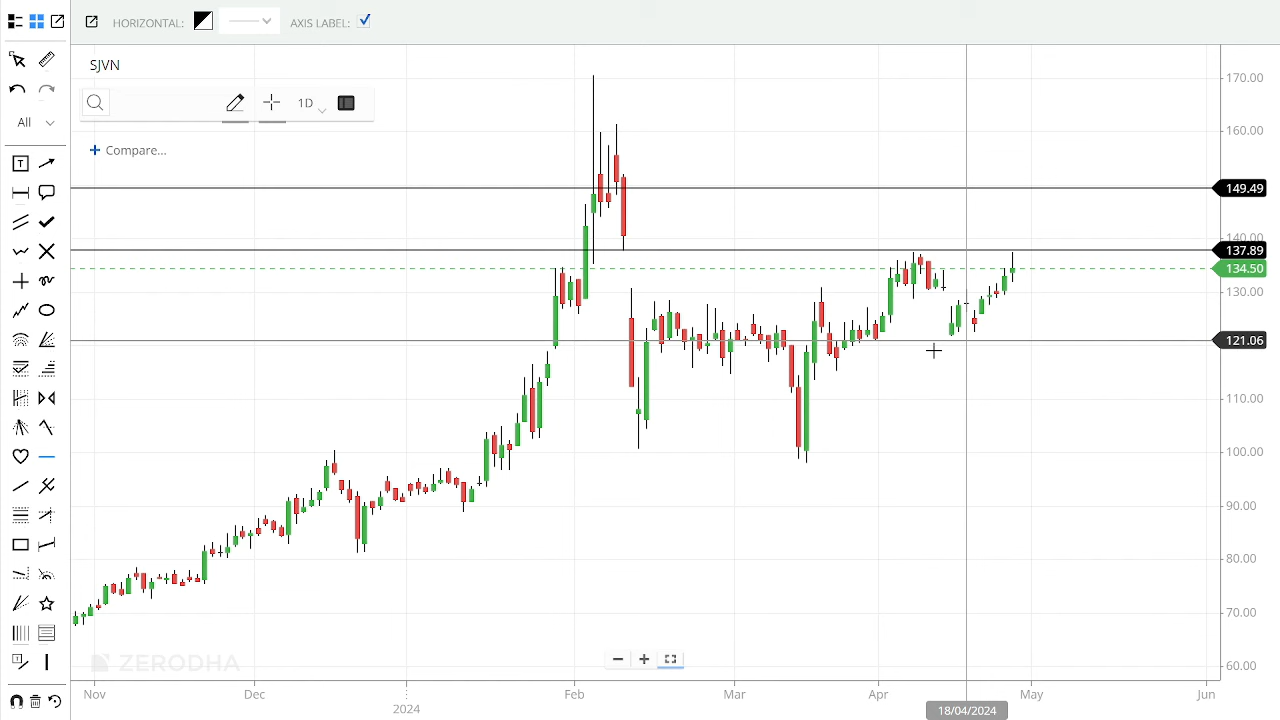 HORIZONTAL:
AXIS LABEL:
SJVN
1D
All
Compare...
170.00
160.00
149.49
140.00
137.89
134.50
130.00
121.06
110.00
100.00
90.00
80.00
70.00
60.00
ZERODHA
Nov
Dec
2024
Feb
Mar
Apr
May
Jun
18/04/2024